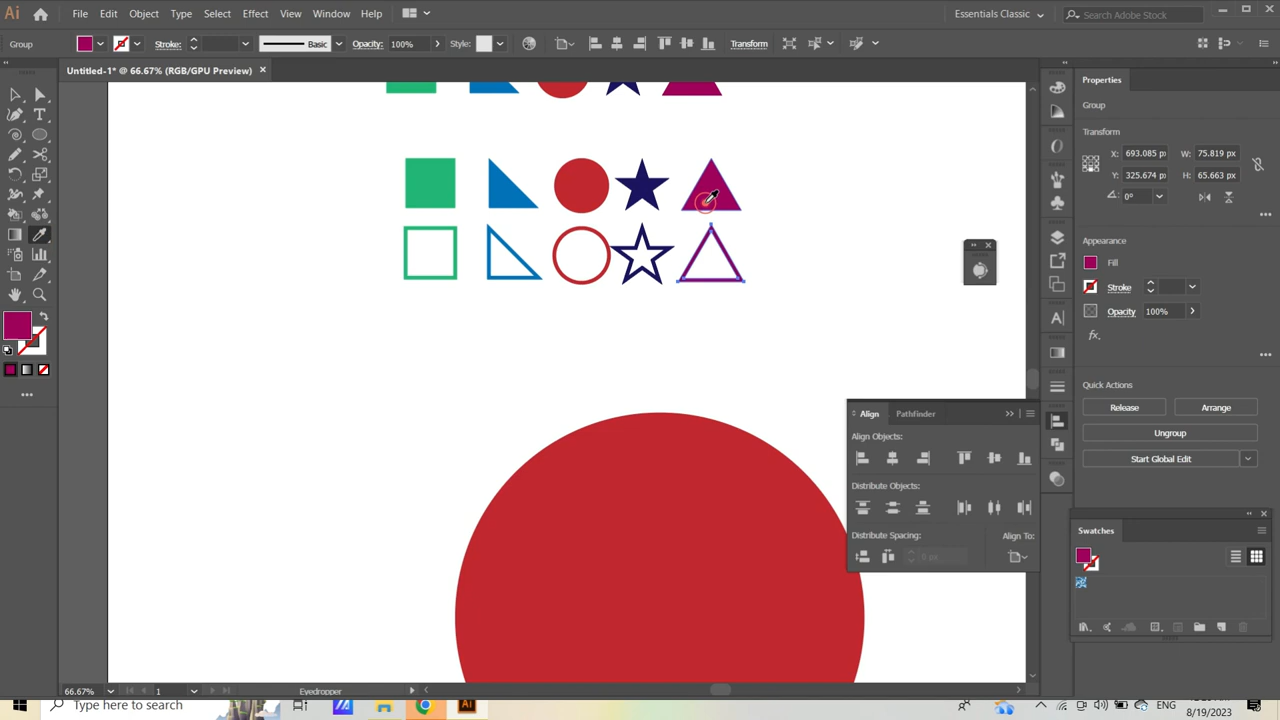 Ai File Edit Object Type Select Effect View Window Help Essentials Classic Search Adobe Stock
Group Stroke: Basic Opacity: 100% Style: Transform
Untitled-1* @ 66.67% (RGB/GPU Preview)
Properties
Group
Transform
X: 693.085 p W: 75.819 px
Y: 325.674 p H: 65.663 px
0°
Appearance
Fill
Stroke
Opacity 100%
fx.
Quick Actions
Release Arrange
Ungroup
Start Global Edit
Align Pathfinder
Align Objects:
Distribute Objects:
Distribute Spacing: Align To:
0 px
Swatches
66.67% 1 Eyedropper
Type here to search
Ai
8/19/2023